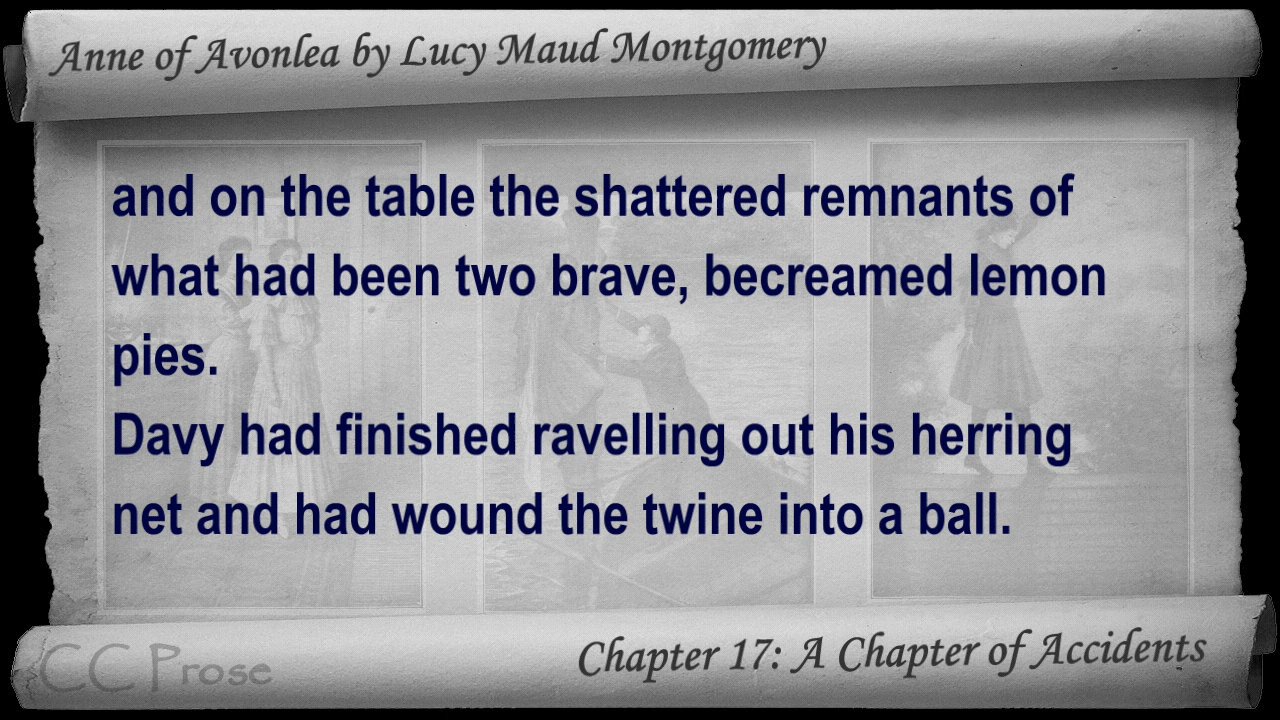 Anne of Avonlea by Lucy Maud Montgomery
and on the table the shattered remnants of
what had been two brave, becreamed lemon
pies.
Davy had finished ravelling out his herring
net and had wound the twine into a ball.
CC Prose
Chapter 17: A Chapter of Accidents